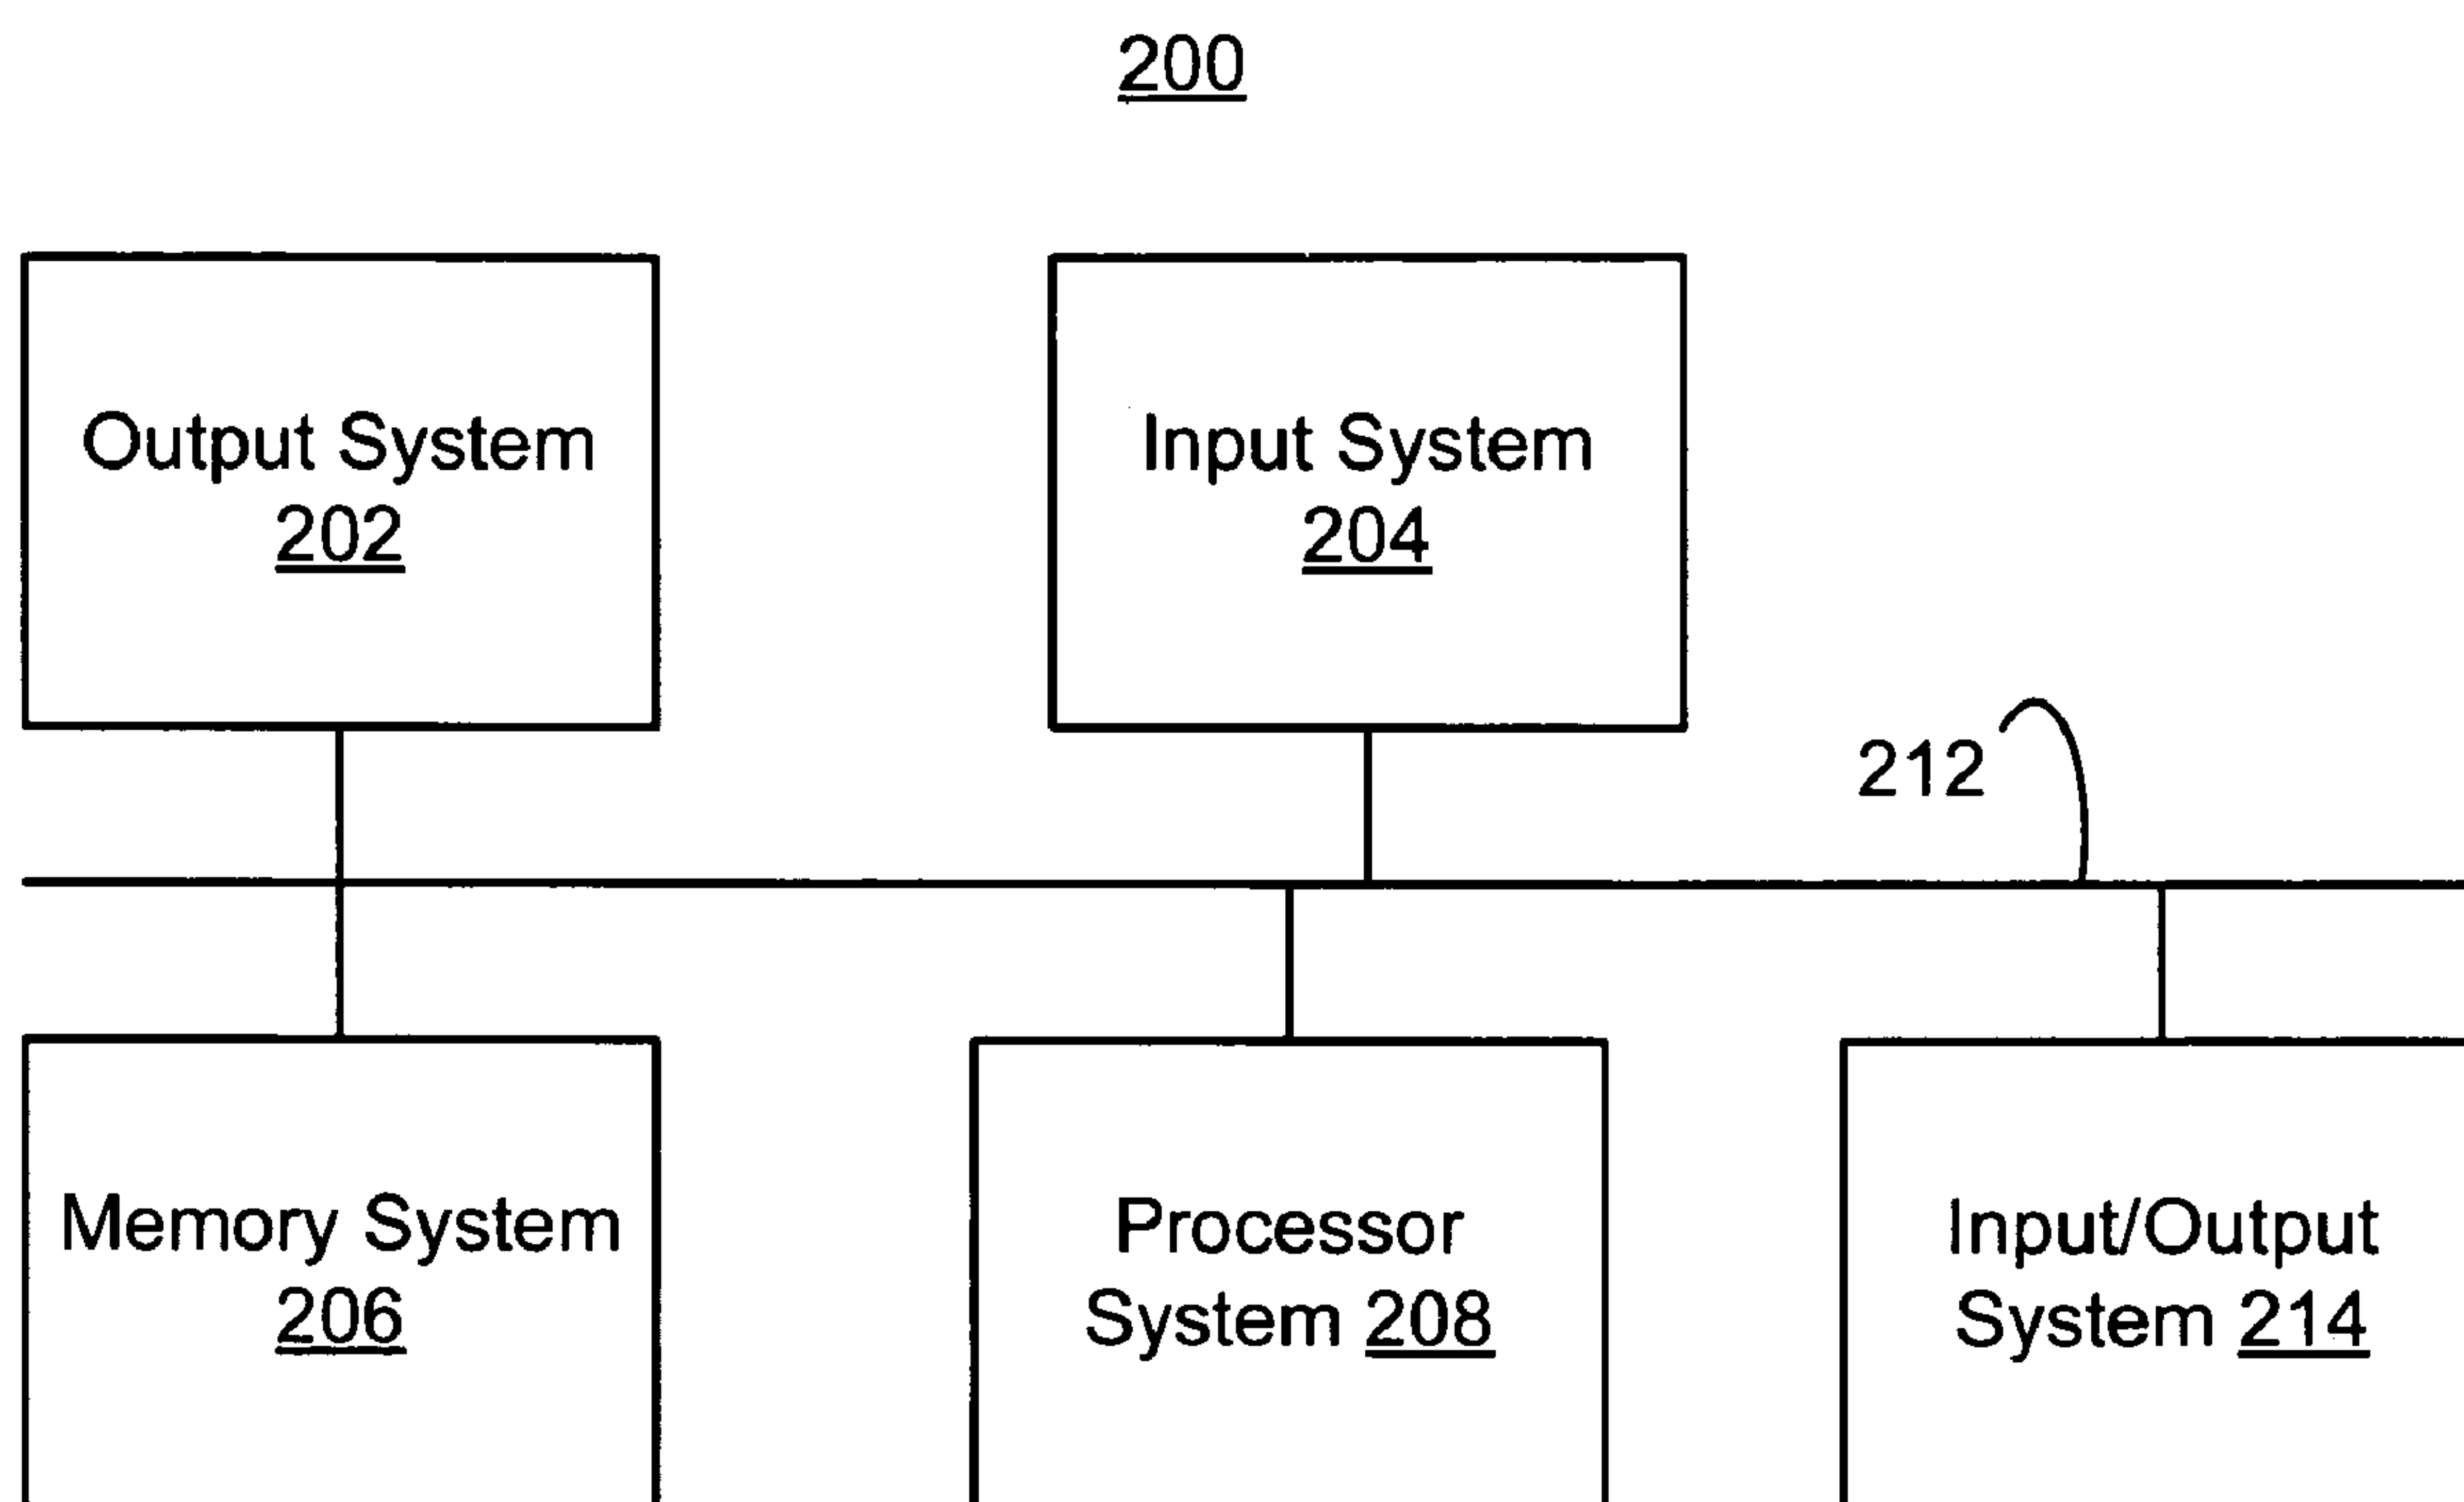 200
Output System
202
Input System
204
212
Memory System
206
Processor
System 208
Input/Output
System 214